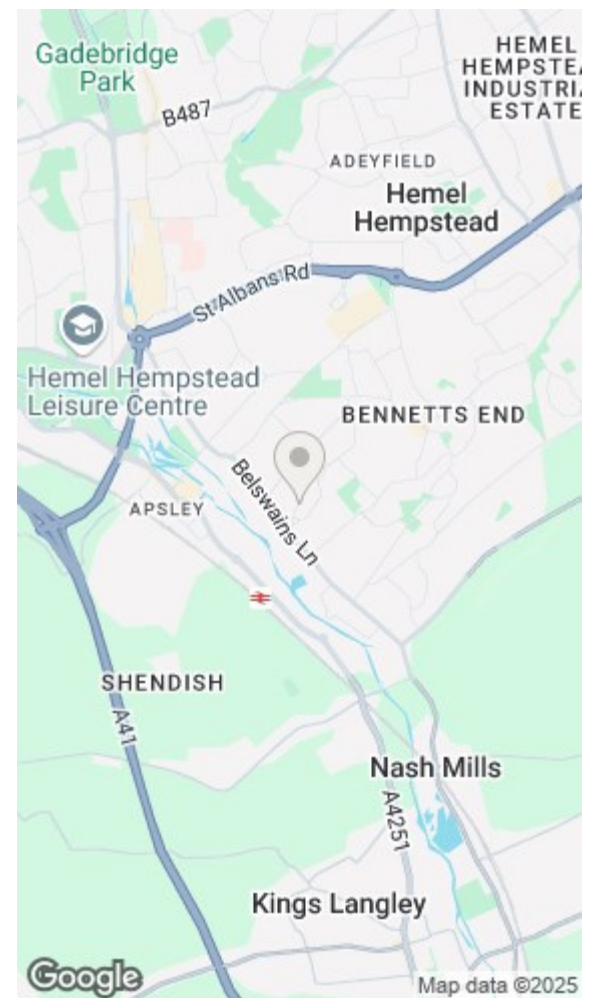 Gadebridge
Park
HEMEL
HEMPSTEA
INDUSTRIA
ESTATE
B487
ADEYFIELD
Hemel
Hempstead
St Albans Rd
Hemel Hempstead
Leisure Centre
BENNETTS END
Belswains Ln
APSLEY
SHENDISH
A41
Nash Mills
A4251
Kings Langley
Google
Map data ©2025